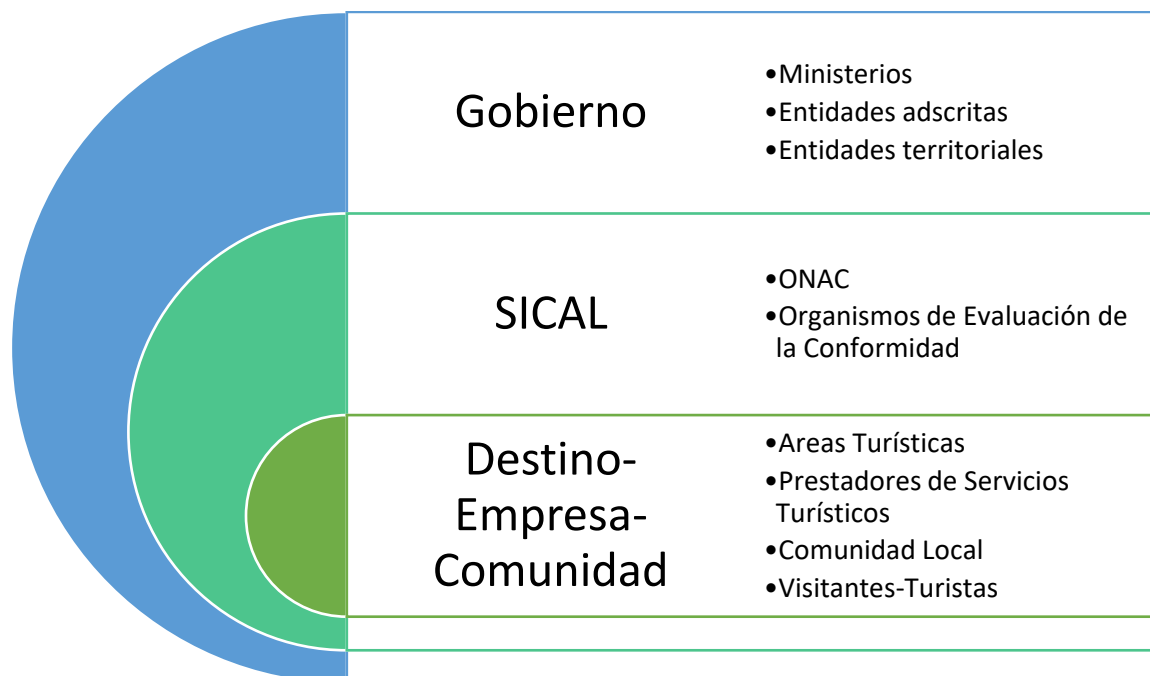 Gobierno
•Ministerios
•Entidades adscritas
•Entidades territoriales
SICAL
•ONAC
•Organismos de Evaluación de
la Conformidad
Destino-
Empresa-
Comunidad
•Areas Turísticas
•Prestadores de Servicios
Turísticos
•Comunidad Local
•Visitantes-Turistas